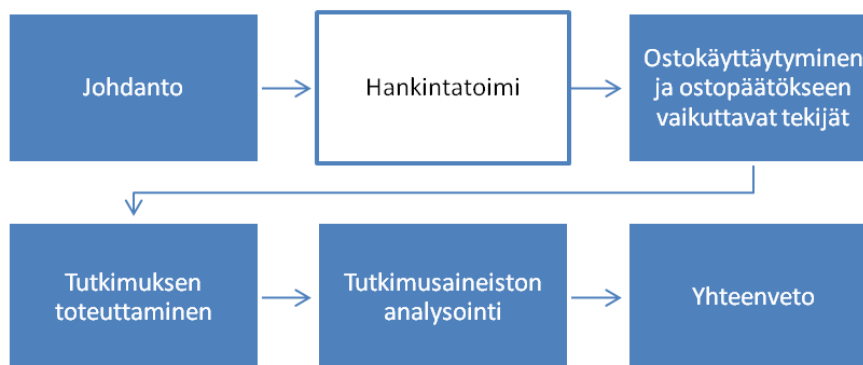 Johdanto
Hankintatoimi
Ostokäyttäytyminen
ja ostopäätökseen
vaikuttavat tekijät
Tutkimuksen
toteuttaminen
Tutkimusaineiston
analysointi
Yhteenveto